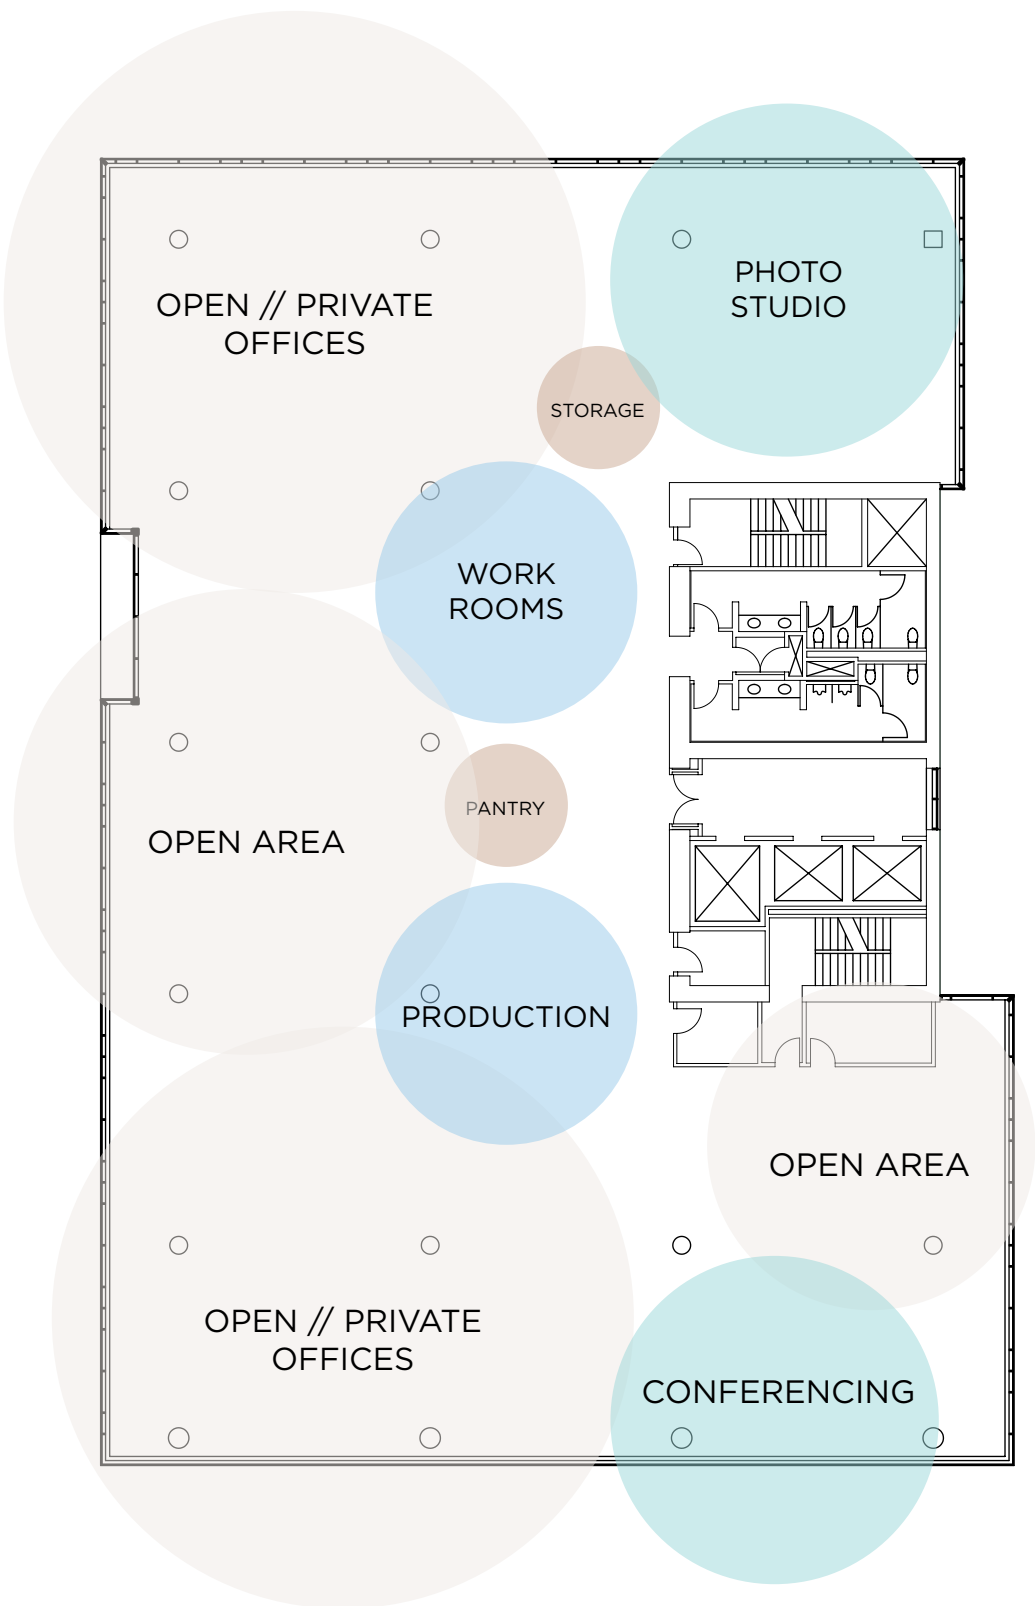 PHOTO
STUDIO
OPEN // PRIVATE
OFFICES
STORAGE
WORK
ROOMS
PANTRY
OPEN AREA
PRODUCTION
OPEN AREA
OPEN // PRIVATE
OFFICES
CONFERENCING